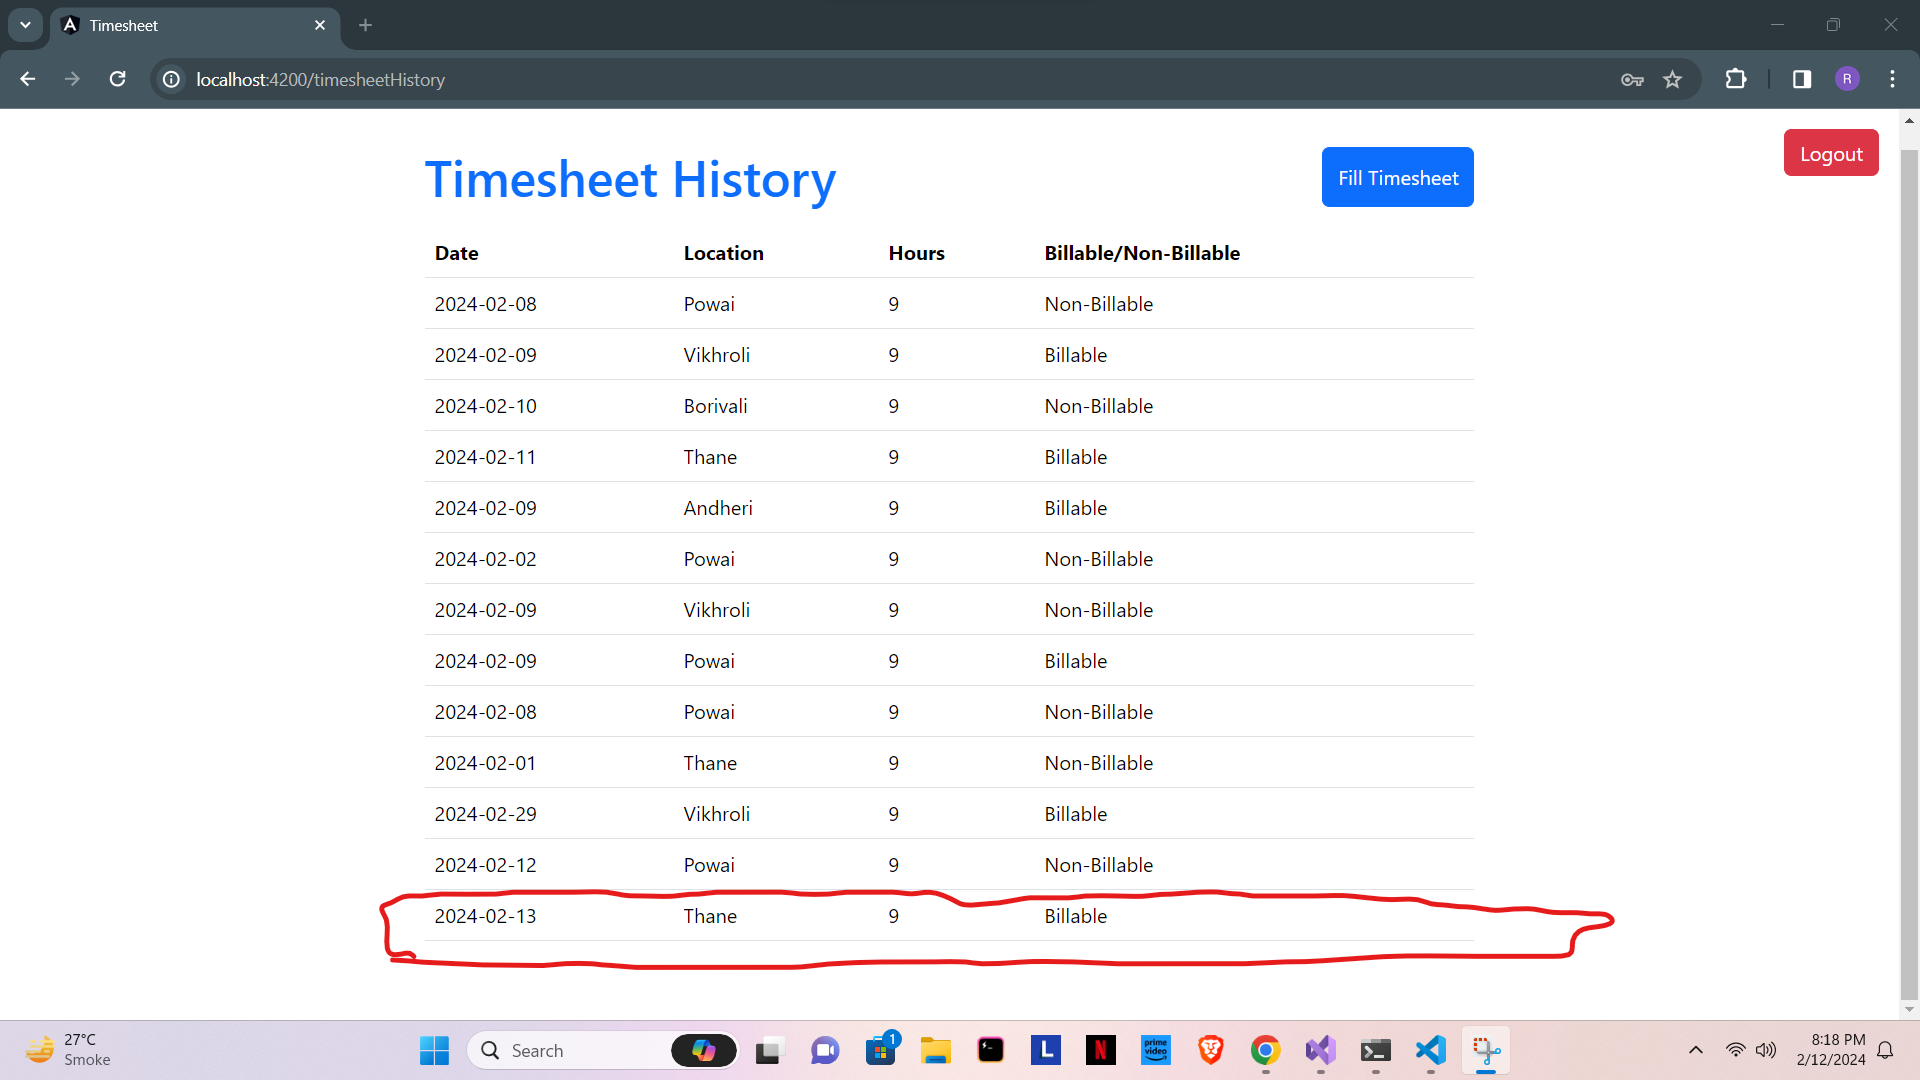 Timesheet
localhost:4200/timesheetHistory
R
Logout
Timesheet History
Fill Timesheet
Date Location Hours Billable/Non-Billable
2024-02-08 Powai 9 Non-Billable
2024-02-09 Vikhroli 9 Billable
2024-02-10 Borivali 9 Non-Billable
2024-02-11 Thane 9 Billable
2024-02-09 Andheri 9 Billable
2024-02-02 Powai 9 Non-Billable
2024-02-09 Vikhroli 9 Non-Billable
2024-02-09 Powai 9 Billable
2024-02-08 Powai 9 Non-Billable
2024-02-01 Thane 9 Non-Billable
2024-02-29 Vikhroli 9 Billable
2024-02-12 Powai 9 Non-Billable
2024-02-13 Thane 9 Billable
27°C
Smoke
Search
1
L
N
prime video
8:18 PM
2/12/2024